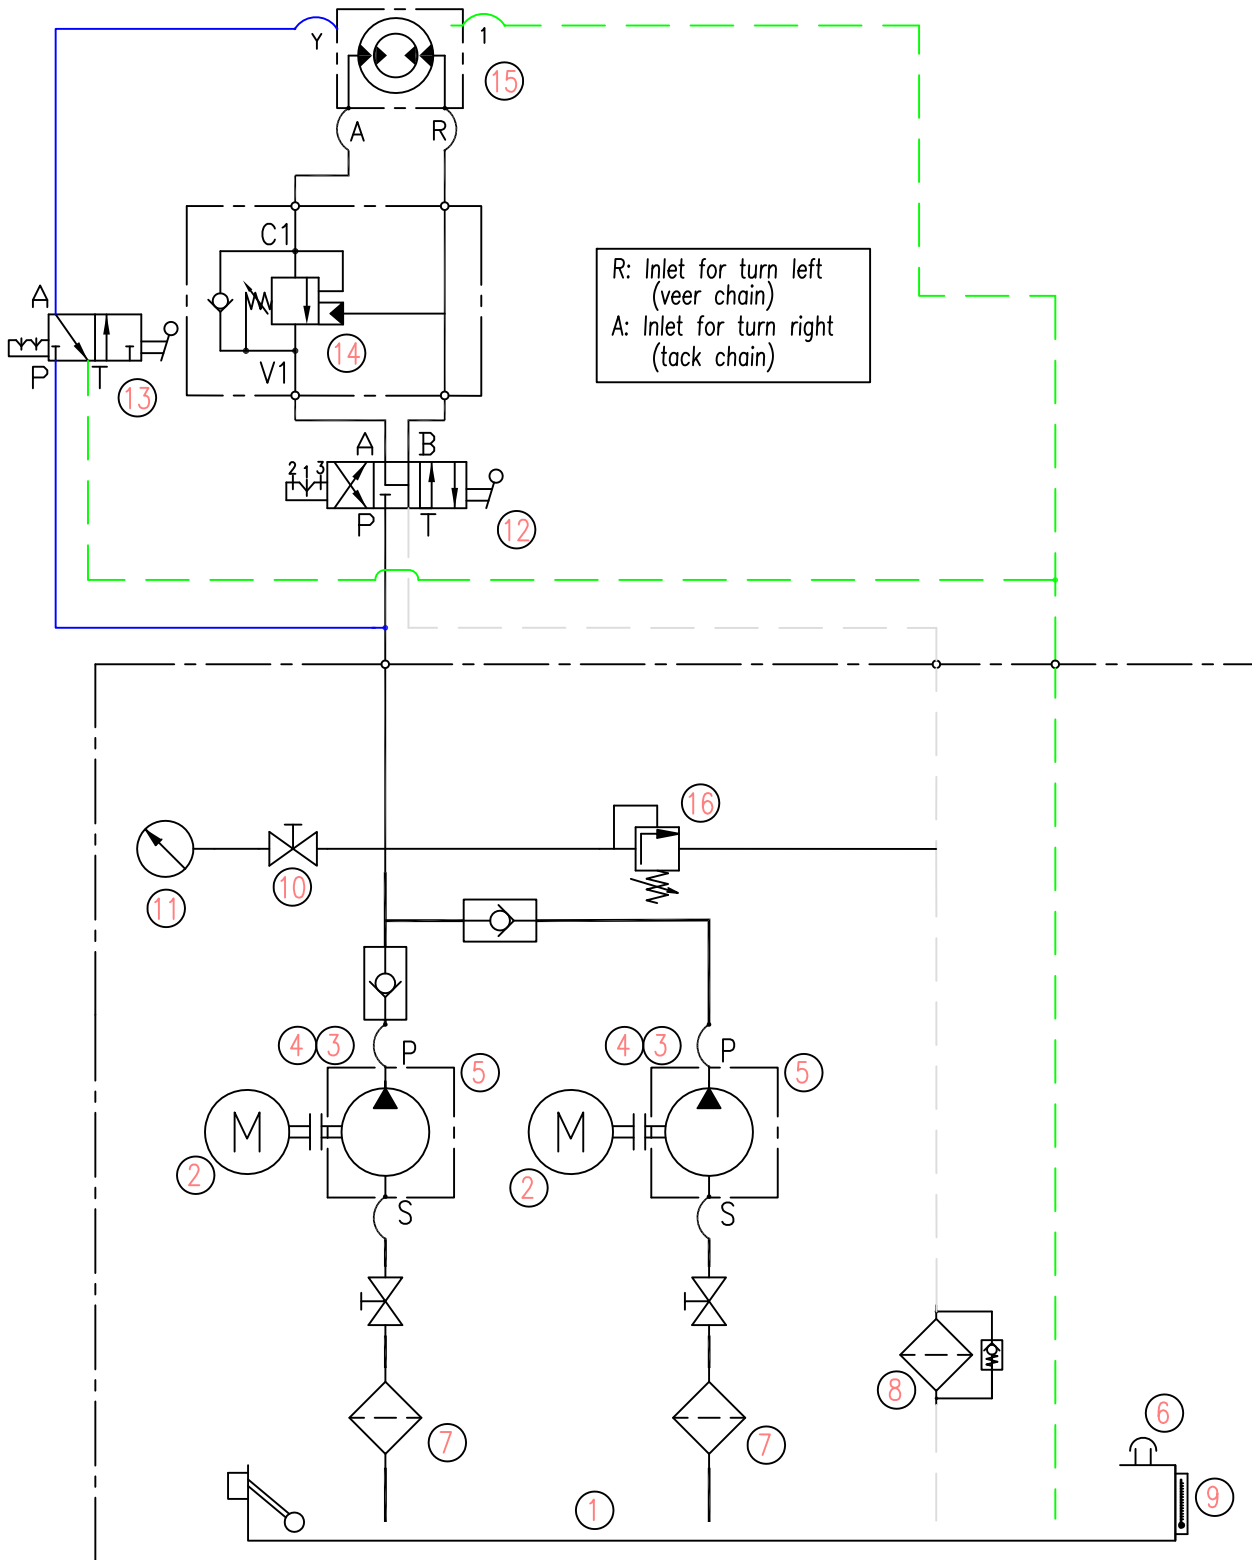 Y
1
15
A
R
C1
R: Inlet for turn left
(veer chain)
A: Inlet for turn right
(tack chain)
A
14
V1
P
T
13
A
B
2 1 3
P
T
12
16
10
11
4
3
P
5
4
3
P
5
M
M
2
2
S
S
8
6
7
7
9
1